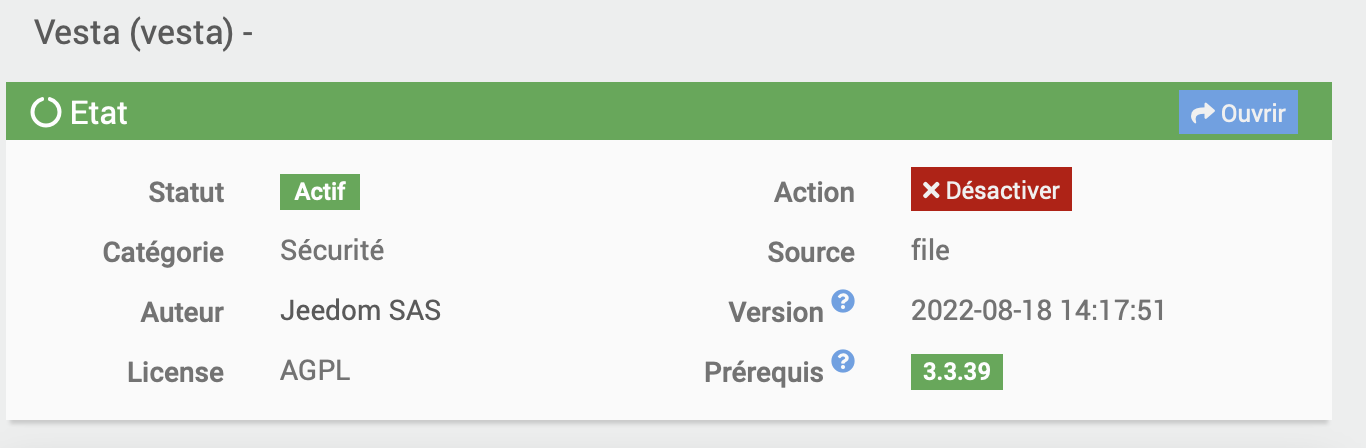 Vesta (vesta) -
Etat
Ouvrir
Statut Actif Action Désactiver
Catégorie Sécurité Source file
Auteur Jeedom SAS Version ? 2022-08-18 14:17:51
License AGPL Prérequis ? 3.3.39